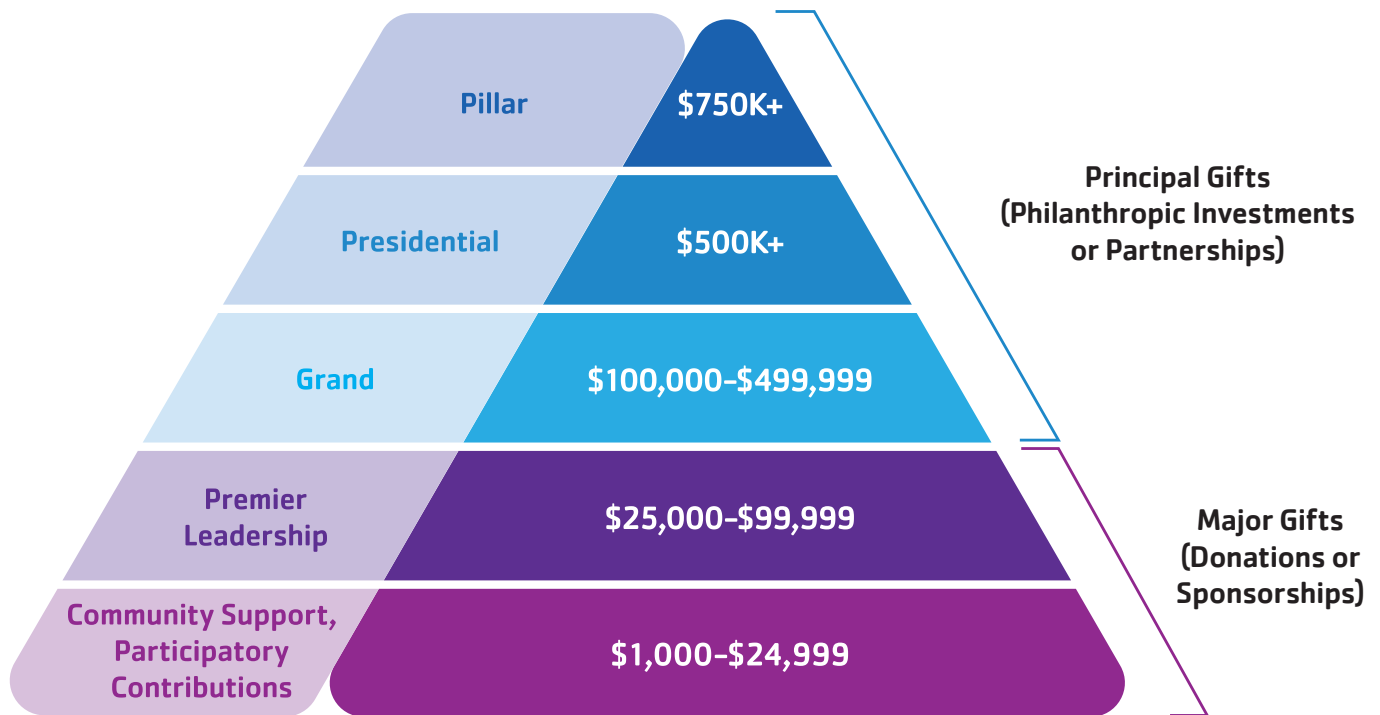 Pillar
$750K+
Presidential
$500K+
Grand
$100,000–$499,999
Principal Gifts
(Philanthropic Investments
or Partnerships)
Premier
Leadership
$25,000–$99,999
Community Support,
Participatory
Contributions
$1,000–$24,999
Major Gifts
(Donations or
Sponsorships)